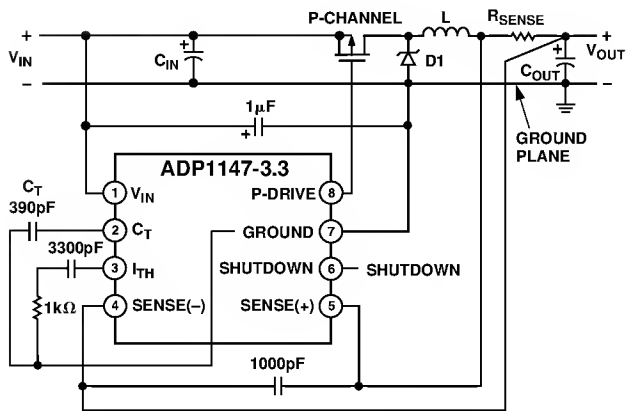 P-CHANNEL
L
RSENSE
+
+
VIN
+
CIN
D1
+
COUT
VOUT
–
–
1µF
+
GROUND
PLANE
ADP1147-3.3
CT
390pF
1
VIN
P-DRIVE
8
2
CT
GROUND
7
3300pF
3
ITH
SHUTDOWN
6
SHUTDOWN
1kΩ
4
SENSE(–)
SENSE(+)
5
1000pF